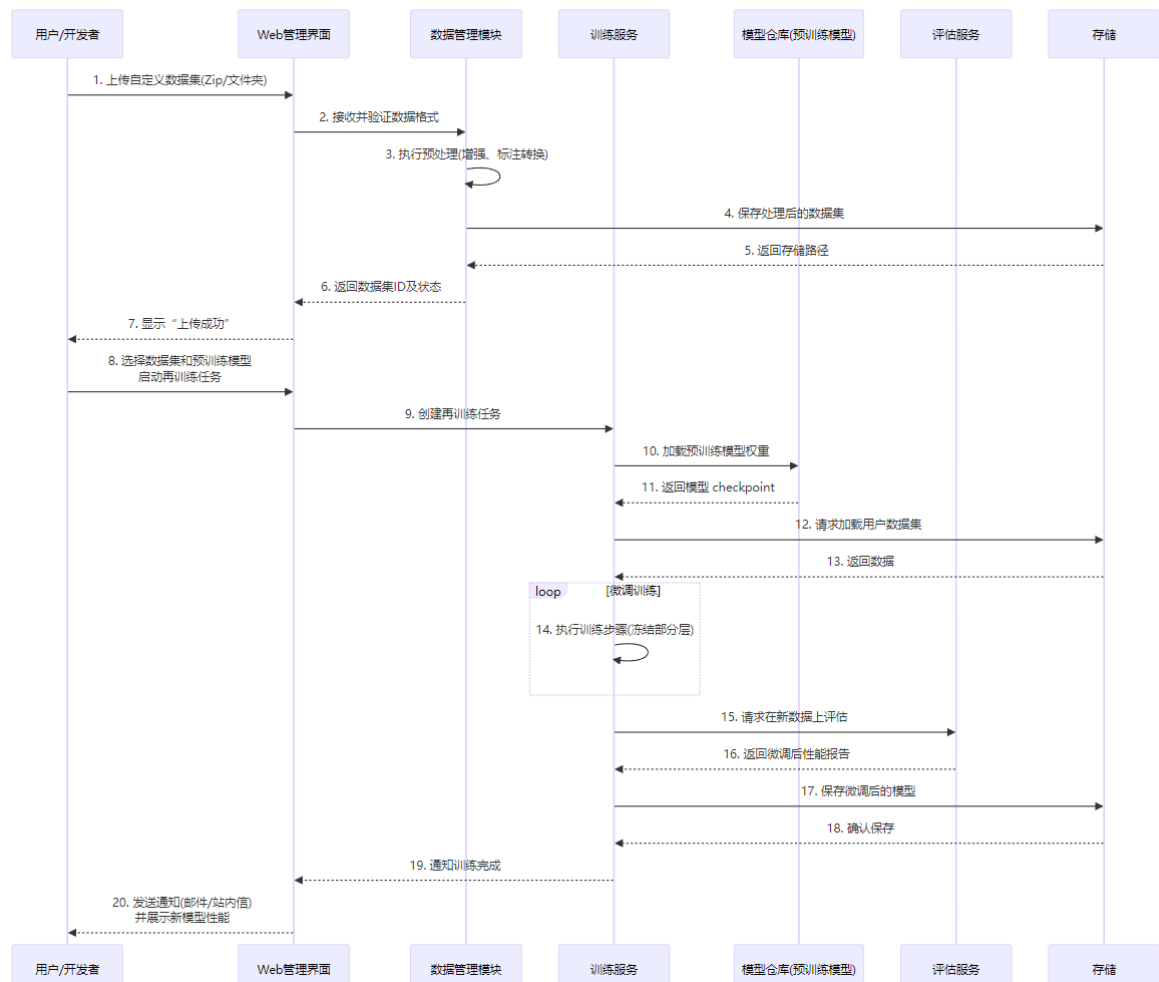 用户/开发者
Web管理界面
数据管理模块
训练服务
模型仓库(预训练模型)
评估服务
存储
1. 上传自定义数据集(Zip/文件夹)
2. 接收并验证数据格式
3. 执行预处理(增强、标注转换)
4. 保存处理后的数据集
5. 返回存储路径
6. 返回数据集ID及状态
7. 显示“上传成功”
8. 选择数据集和预训练模型
启动再训练任务
9. 创建再训练任务
10. 加载预训练模型权重
11. 返回模型 checkpoint
12. 请求加载用户数据集
13. 返回数据
loop
[微调训练]
14. 执行训练步骤(冻结部分层)
15. 请求在新数据上评估
16. 返回微调后性能报告
17. 保存微调后的模型
18. 确认保存
19. 通知训练完成
20. 发送通知(邮件/站内信)
并展示新模型性能
用户/开发者
Web管理界面
数据管理模块
训练服务
模型仓库(预训练模型)
评估服务
存储